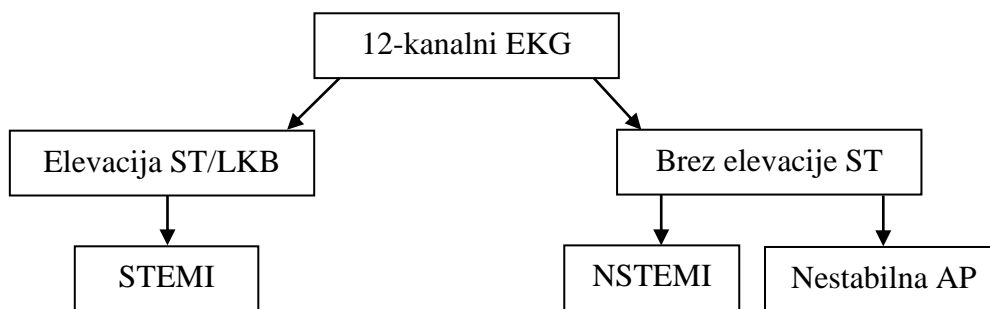 12-kanalni EKG
Elevacija ST/LKB
Brez elevacije ST
STEMI
NSTEMI
Nestabilna AP